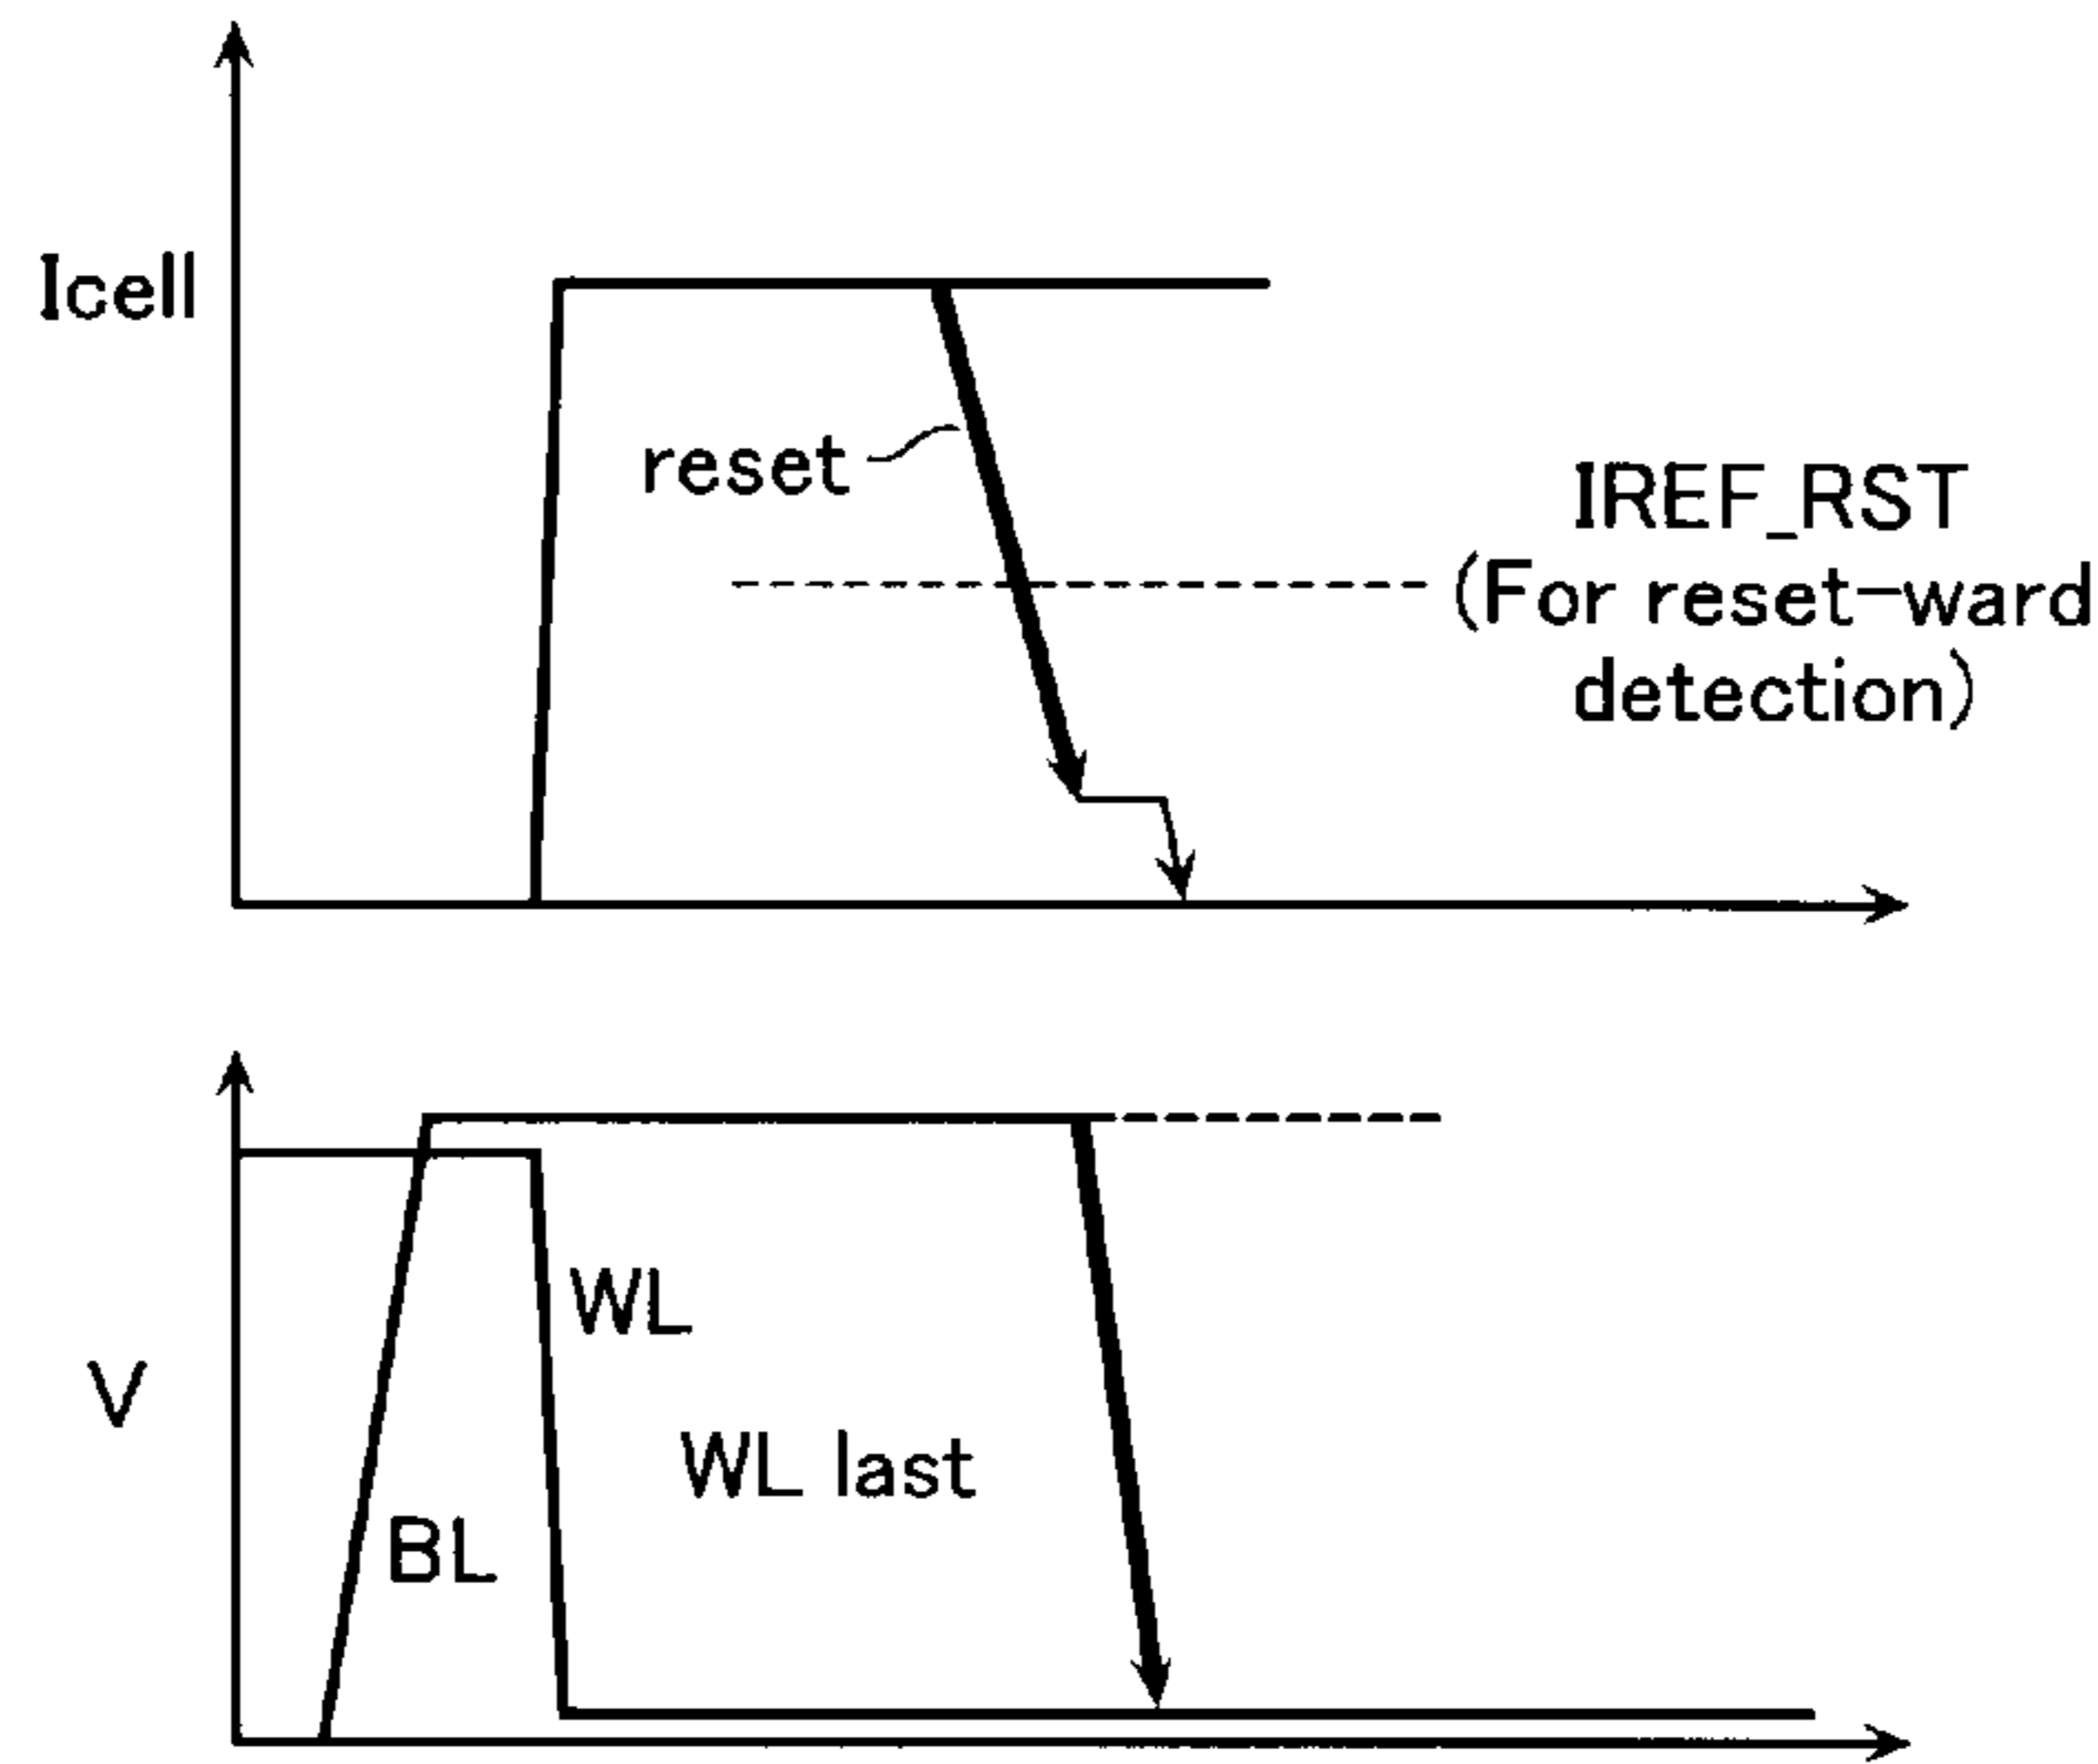 Icell
reset
IREF_RST
(For reset-ward
detection)
WL
V
WL last
BL